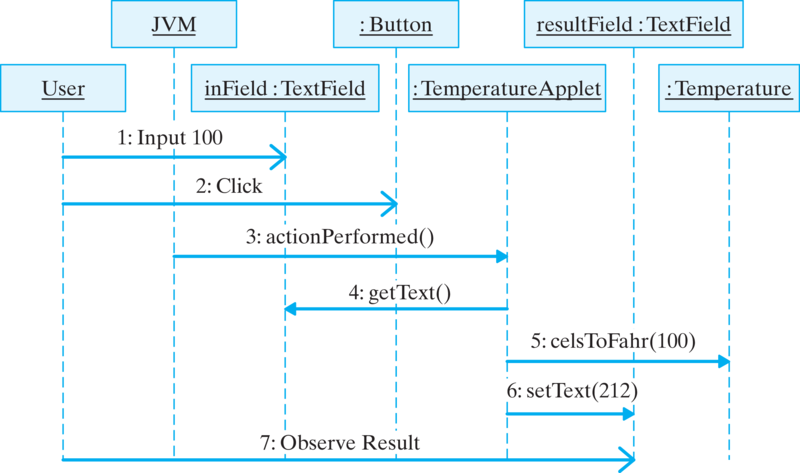 JVM
: Button
resultField : TextField
User
inField : TextField
: TemperatureApplet
: Temperature
1: Input 100
2: Click
3: actionPerformed()
4: getText()
5: celsToFahr(100)
6: setText(212)
7: Observe Result